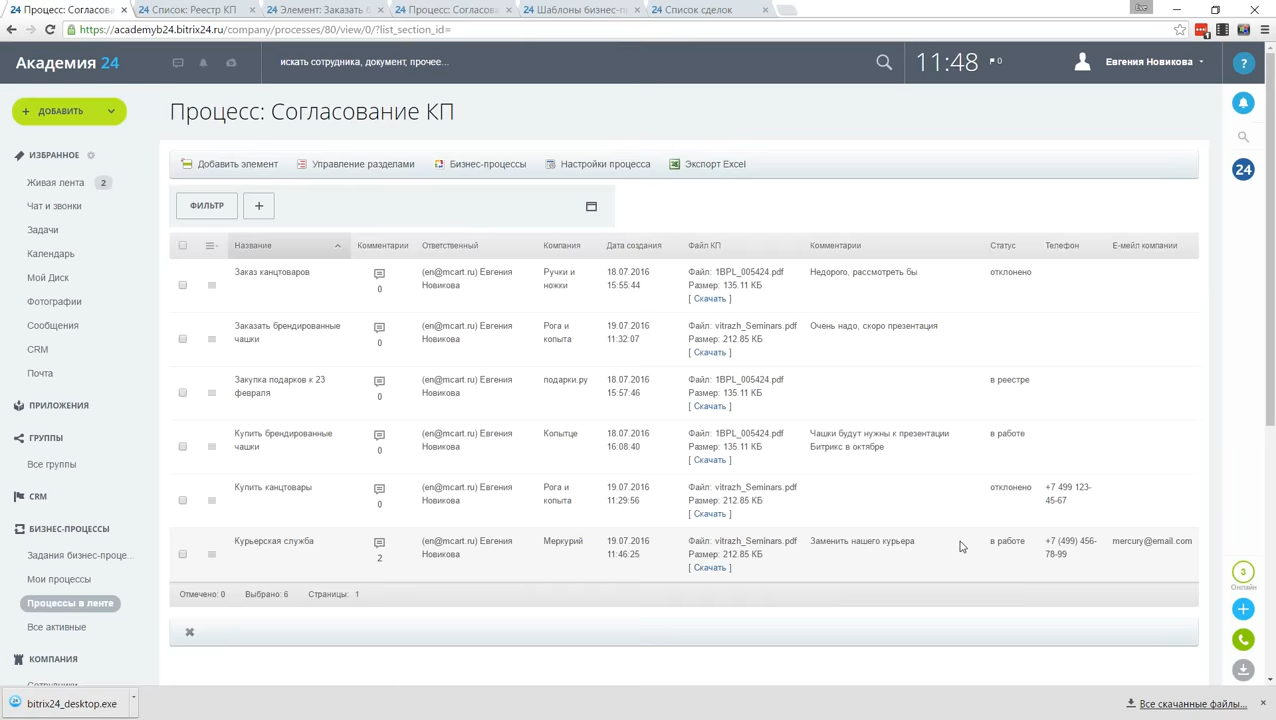 24 Процесс: Согласова
24 Список: Реестр КП
24 Элемент: Заказать б
24 Процесс: Согласова
24 Шаблоны бизнес-п
24 Список сделок
https://academyb24.bitrix24.ru/company/processes/80/view/0/?list_section_id=
Академия 24
искать сотрудника, документ, прочее...
11:48
0
Евгения Новикова
?
+ ДОБАВИТЬ
Процесс: Согласование КП
ИЗБРАННОЕ
Живая лента 2
Чат и звонки
Задачи
Календарь
Мой Диск
Фотографии
Сообщения
CRM
Почта
ПРИЛОЖЕНИЯ
ГРУППЫ
Все группы
CRM
БИЗНЕС-ПРОЦЕССЫ
Задания бизнес-проце...
Мои процессы
Процессы в ленте
Все активные
КОМПАНИЯ
Сотрудники
Добавить элемент Управление разделами Бизнес-процессы Настройки процесса Экспорт Excel
ФИЛЬТР +
Название Комментарии Ответственный Компания Дата создания Файл КП Комментарии Статус Телефон Е-мейл компании
Заказ канцтоваров 0 (en@mcart.ru) Евгения Ручки и 18.07.2016 Файл: 1BPL_005424.pdf Недорого, рассмотреть бы отклонено
Новикова ножки 15:55:44 Размер: 135.11 КБ
[ Скачать ]
Заказать брендированные 0 (en@mcart.ru) Евгения Рога и 19.07.2016 Файл: vitrazh_Seminars.pdf Очень надо, скоро презентация
чашки Новикова копыта 11:32:07 Размер: 212.85 КБ
[ Скачать ]
Закупка подарков к 23 0 (en@mcart.ru) Евгения подарки.ру 18.07.2016 Файл: 1BPL_005424.pdf в реестре
февраля Новикова 15:57:46 Размер: 135.11 КБ
[ Скачать ]
Купить брендированные 0 (en@mcart.ru) Евгения Копытце 18.07.2016 Файл: 1BPL_005424.pdf Чашки будут нужны к презентации в работе
чашки Новикова 16:08:40 Размер: 135.11 КБ Битрикс в октябре
[ Скачать ]
Купить канцтовары 0 (en@mcart.ru) Евгения Рога и 19.07.2016 Файл: vitrazh_Seminars.pdf отклонено +7 499 123-
Новикова копыта 11:29:56 Размер: 212.85 КБ 45-67
[ Скачать ]
Курьерская служба 2 (en@mcart.ru) Евгения Меркурий 19.07.2016 Файл: vitrazh_Seminars.pdf Заменить нашего курьера в работе +7 (499) 456- mercury@email.com
Новикова 11:46:25 Размер: 212.85 КБ 78-99
[ Скачать ]
Отмечено: 0 Выбрано: 6 Страницы: 1
24
3
Онлайн
bitrix24_desktop.exe
Все скачанные файлы...